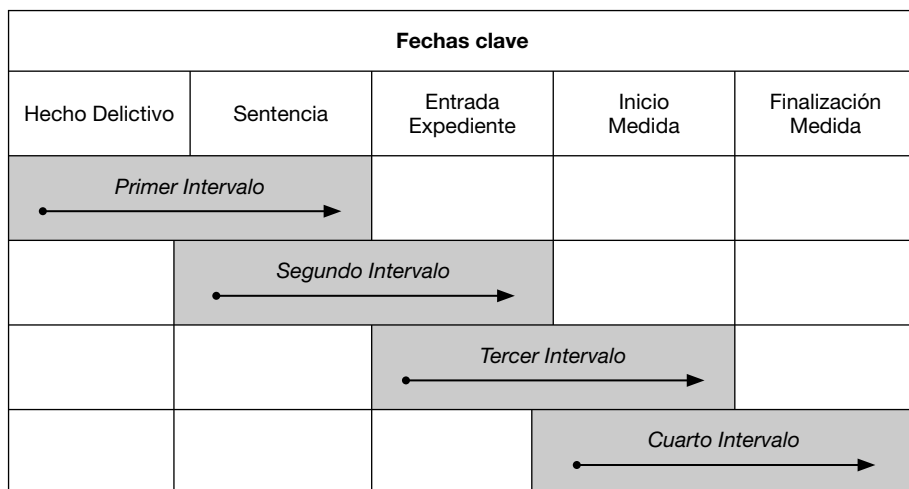 Fechas clave
Hecho Delictivo
Sentencia
Entrada
Expediente
Inicio
Medida
Finalización
Medida
Primer Intervalo
Segundo Intervalo
Tercer Intervalo
Cuarto Intervalo